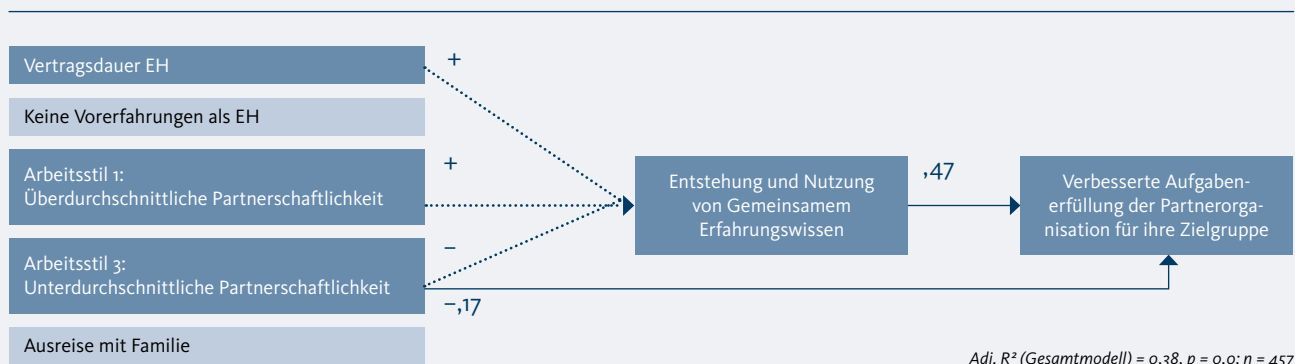 Vertragsdauer EH
+
Keine Vorerfahrungen als EH
Arbeitsstil 1:
Überdurchschnittliche Partnerschaftlichkeit
+
Arbeitsstil 3:
Unterdurchschnittliche Partnerschaftlichkeit
–
–,17
Ausreise mit Familie
Entstehung und Nutzung
von Gemeinsamem
Erfahrungswissen
,47
Verbesserte Aufgaben-
erfüllung der Partnerorga-
nisation für ihre Zielgruppe
Adj. R² (Gesamtmodell) = 0,38, p = 0,0; n = 457